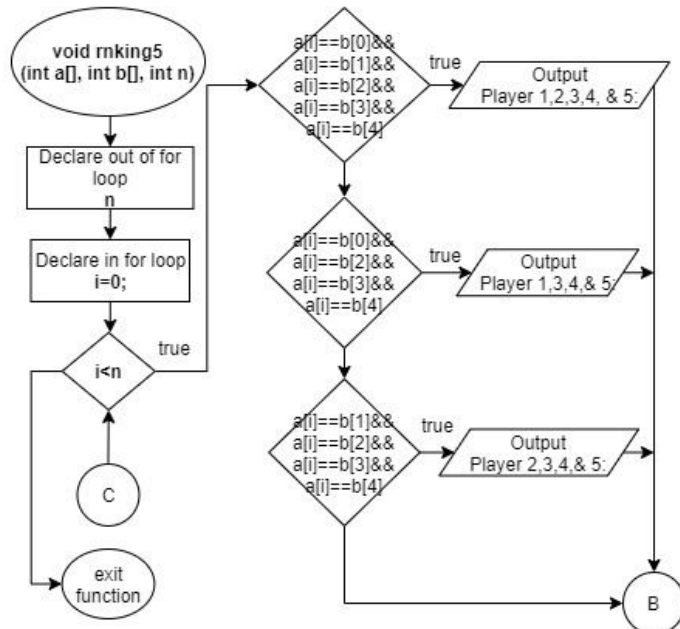 void rnking5
(int a[], int b[], int n)
Declare out of for
loop
n
Declare in for loop
i=0;
i<n
true
C
exit
function
a[i]==b[0]&&
a[i]==b[1]&&
a[i]==b[2]&&
a[i]==b[3]&&
a[i]==b[4]
true
Output
Player 1,2,3,4, & 5:
a[i]==b[0]&&
a[i]==b[2]&&
a[i]==b[3]&&
a[i]==b[4]
true
Output
Player 1,3,4,& 5:
a[i]==b[1]&&
a[i]==b[2]&&
a[i]==b[3]&&
a[i]==b[4]
true
Output
Player 2,3,4,& 5:
B